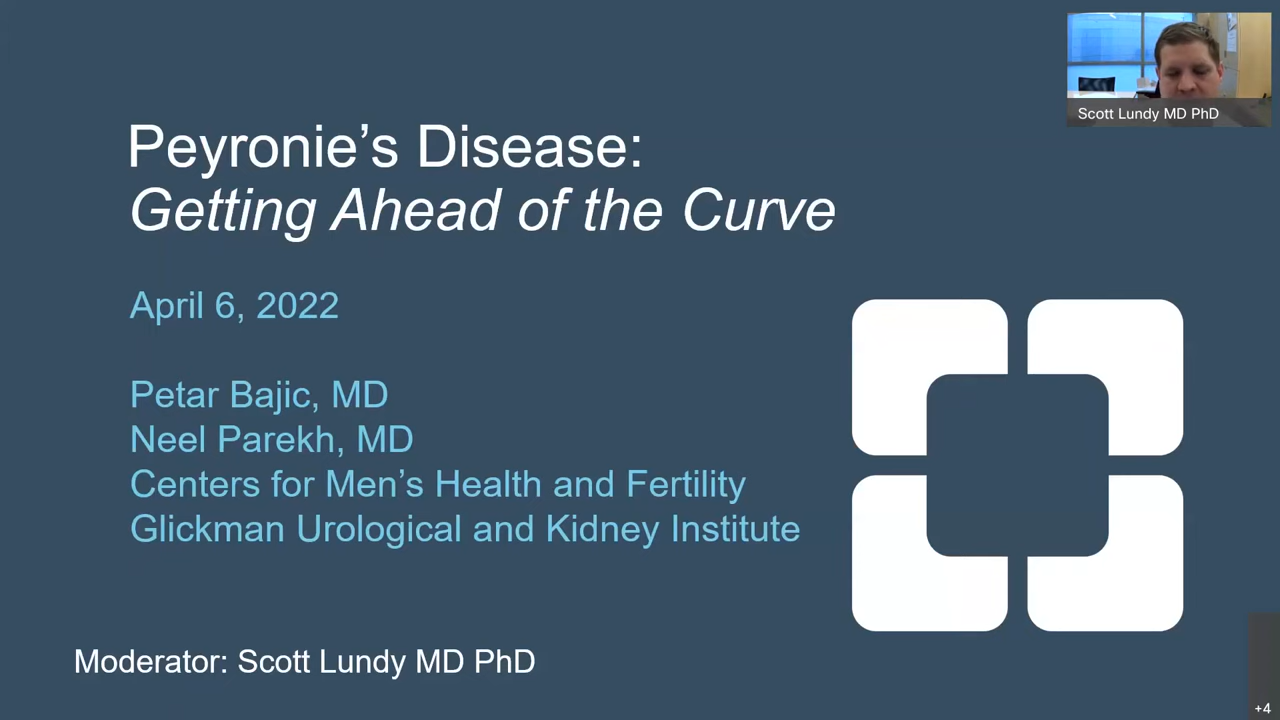 Scott Lundy MD PhD
Peyronie’s Disease:
Getting Ahead of the Curve
April 6, 2022
Petar Bajic, MD
Neel Parekh, MD
Centers for Men’s Health and Fertility
Glickman Urological and Kidney Institute
Moderator: Scott Lundy MD PhD
+4